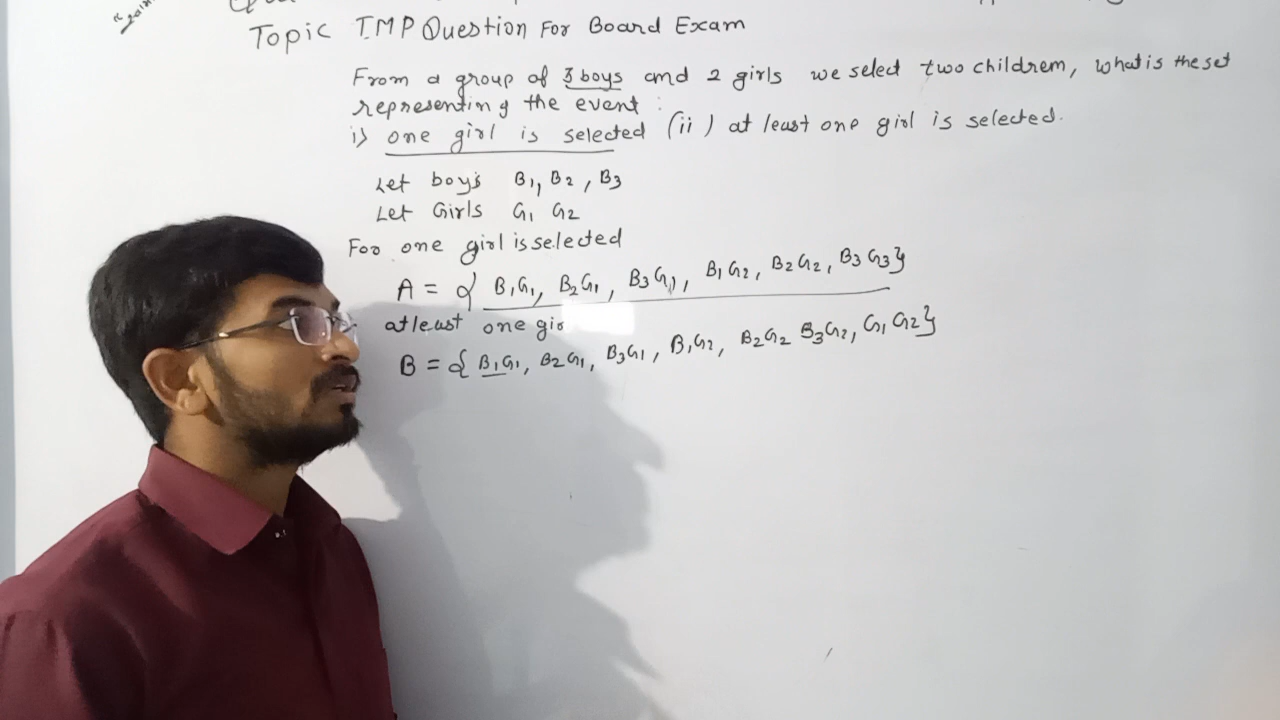 Topic IMP Question For Board Exam
From a group of 3 boys and 2 girls we select two children, what is the set
representing the event :
i) one girl is selected (ii) at least one girl is selected.
Let boys B1, B2, B3
Let Girls G1 G2
For one girl is selected
A = { B1G1, B2G1, B3G1, B1G2, B2G2, B3G3}
atleast one
B = { B1G1, B2G1, B3G1, B1G2, B2G2 B3G2, G1G2}